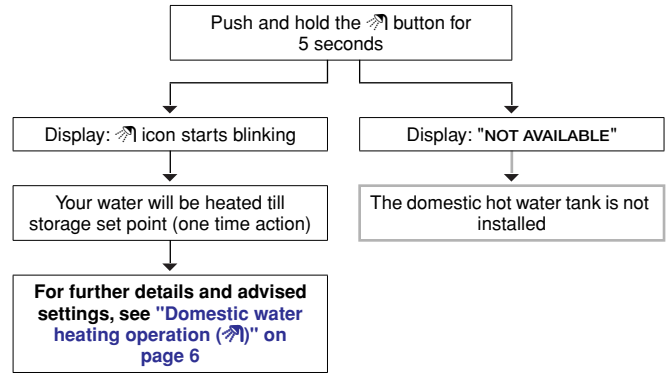 Push and hold the button for
5 seconds
Display: icon starts blinking
Display: "NOT AVAILABLE"
Your water will be heated till
storage set point (one time action)
The domestic hot water tank is not
installed
For further details and advised
settings, see "Domestic water
heating operation ()" on
page 6